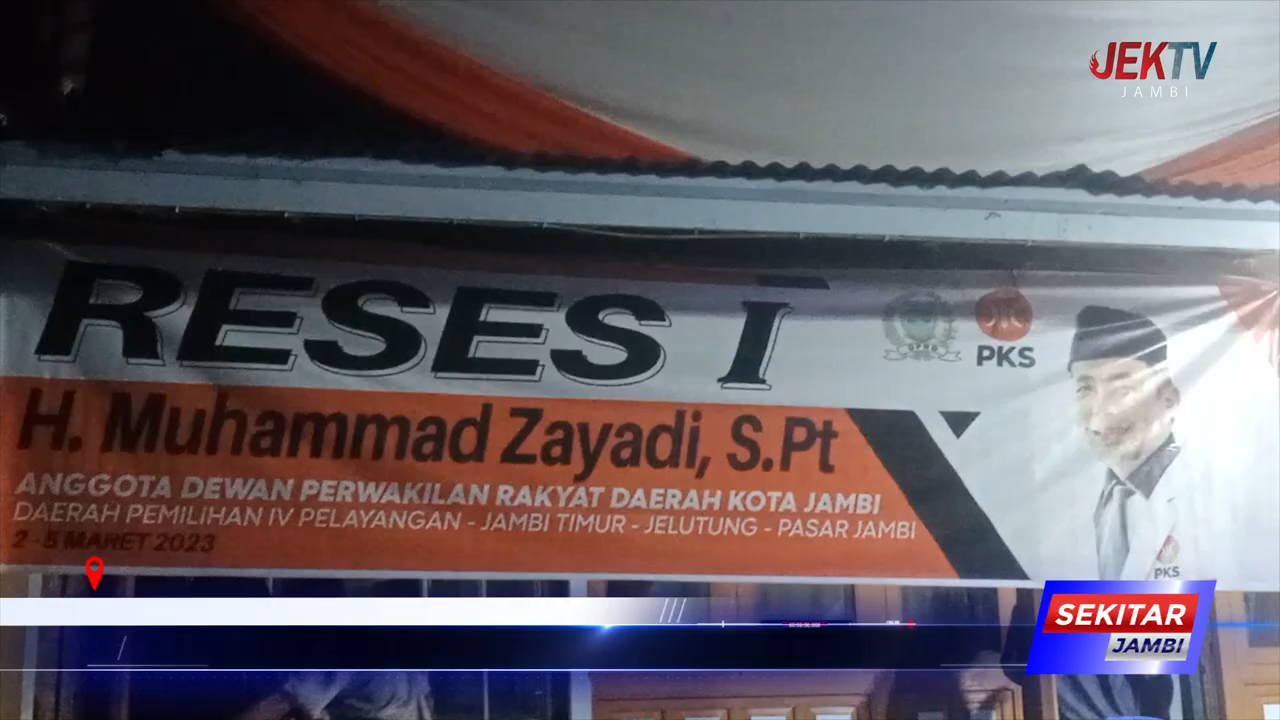 JEKTV
JAMBI
RESES I
DPRD
PKS
H. Muhammad Zayadi, S.Pt
ANGGOTA DEWAN PERWAKILAN RAKYAT DAERAH KOTA JAMBI
DAERAH PEMILIHAN IV PELAYANGAN - JAMBI TIMUR - JELUTUNG - PASAR JAMBI
2 - 5 MARET 2023
PKS
SEKITAR
JAMBI